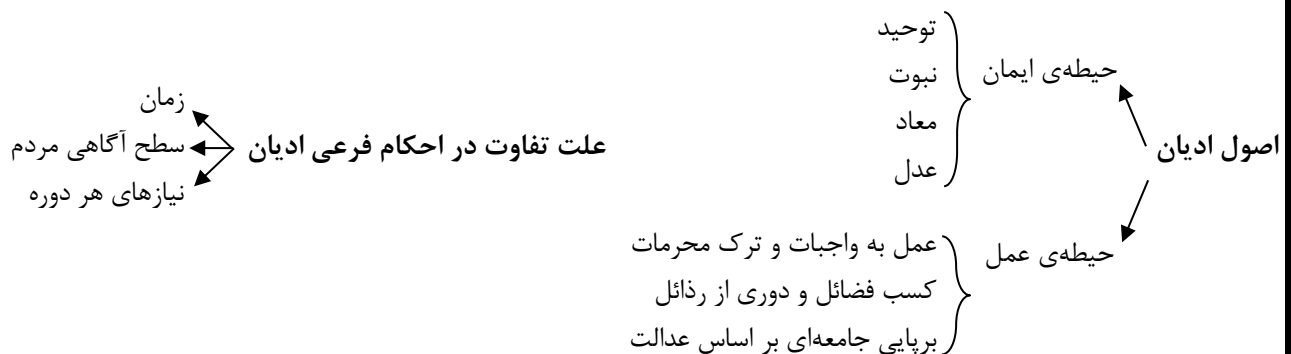 اصول ادیان
حیطه‌ی ایمان
توحید
نبوت
معاد
عدل
حیطه‌ی عمل
عمل به واجبات و ترک محرمات
کسب فضائل و دوری از رذائل
برپایی جامعه‌ای بر اساس عدالت
علت تفاوت در احکام فرعی ادیان
زمان
سطح آگاهی مردم
نیازهای هر دوره